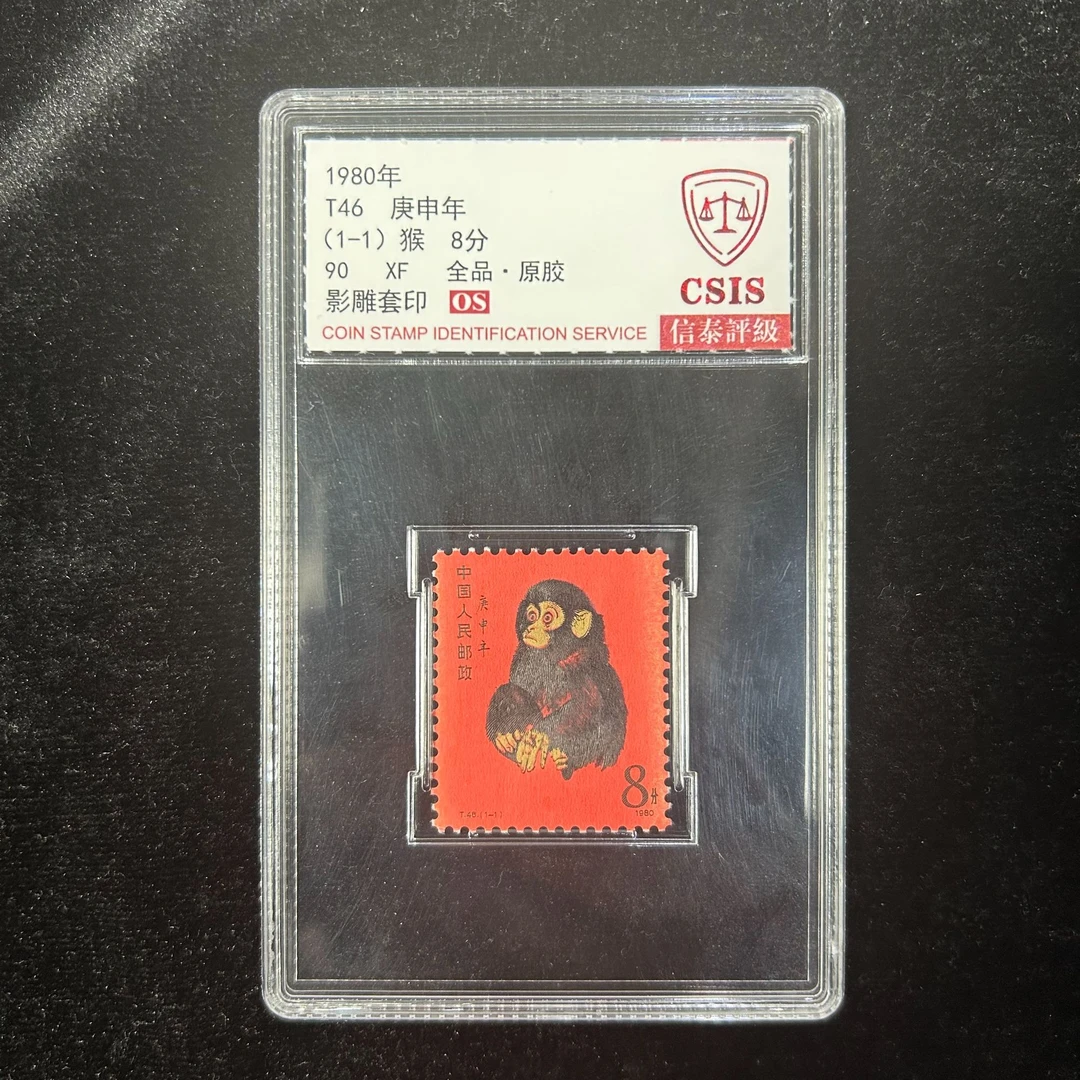 1980年
T46 庚申年
(1-1) 猴 8分
90 XF 全品·原胶
影雕套印 OS
COIN STAMP IDENTIFICATION SERVICE
CSIS
信泰評級
中国人民邮政
庚申年
8分
T.46.(1-1)
1980